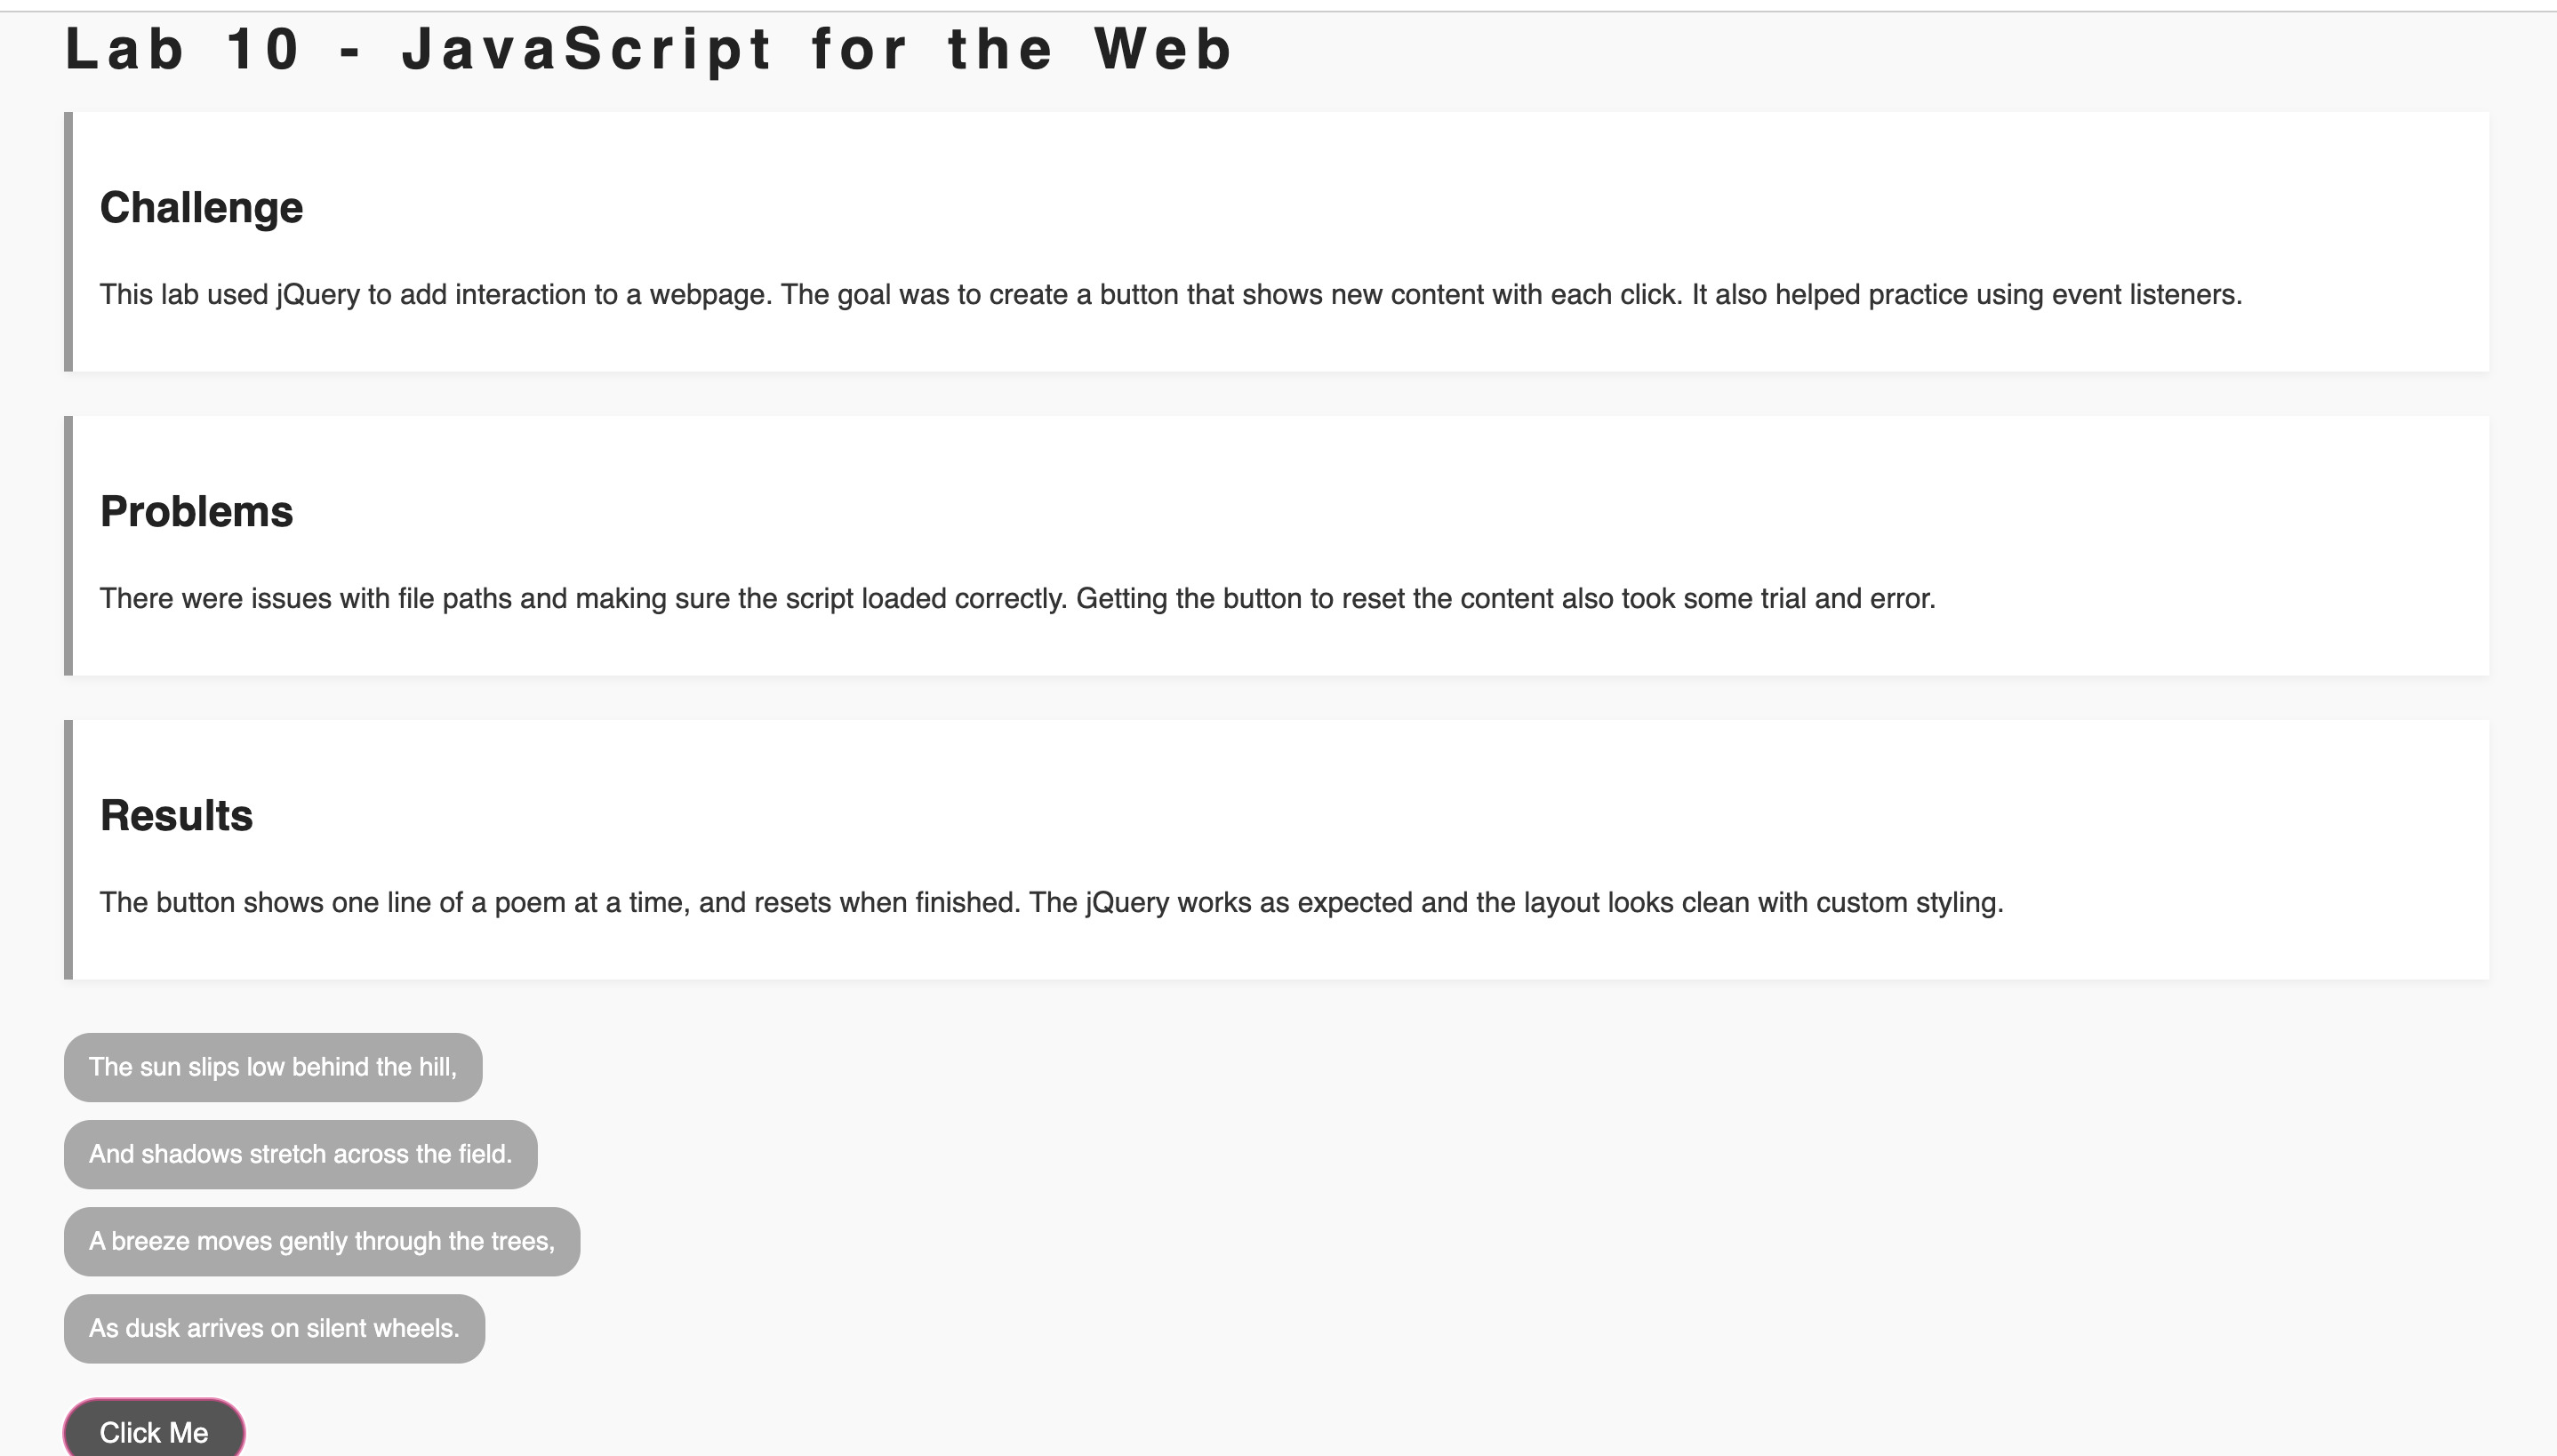 Lab 10 - JavaScript for the Web
Challenge
This lab used jQuery to add interaction to a webpage. The goal was to create a button that shows new content with each click. It also helped practice using event listeners.
Problems
There were issues with file paths and making sure the script loaded correctly. Getting the button to reset the content also took some trial and error.
Results
The button shows one line of a poem at a time, and resets when finished. The jQuery works as expected and the layout looks clean with custom styling.
The sun slips low behind the hill,
And shadows stretch across the field.
A breeze moves gently through the trees,
As dusk arrives on silent wheels.
Click Me